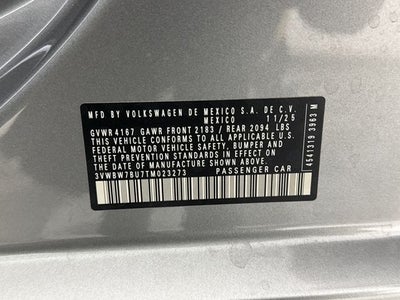 MFD BY VOLKSWAGEN DE MEXICO S.A. DE C.V.
MEXICO 11/25
GVWR 4167 GAWR FRONT 2183 / REAR 2094 LBS
THIS VEHICLE CONFORMS TO ALL APPLICABLE
U.S. FEDERAL MOTOR VEHICLE SAFETY, BUMPER AND
THEFT PREVENTION STANDARDS IN EFFECT ON
THE DATE OF MANUFACTURE SHOWN ABOVE
3VWBW7BU7TM023273 PASSENGER CAR
4541319 3963 M